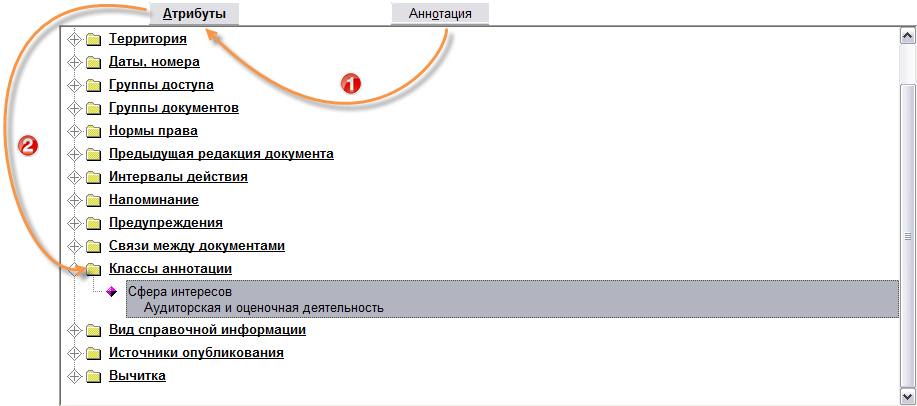 Атрибуты Аннотация
Территория
Даты, номера
1
Группы доступа
Группы документов
Нормы права
2
Предыдущая редакция документа
Интервалы действия
Напоминание
Предупреждения
Связи между документами
Классы аннотации
Сфера интересов
Аудиторская и оценочная деятельность
Вид справочной информации
Источники опубликования
Вычитка